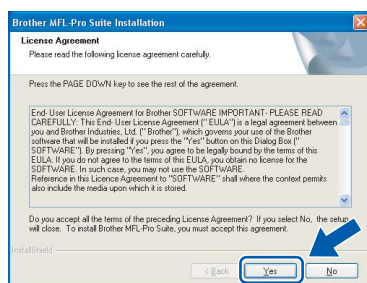 Brother MFL-Pro Suite Installation
License Agreement
Please read the following license agreement carefully.
Press the PAGE DOWN key to see the rest of the agreement.
End- User License Agreement for Brother SOFTWARE IMPORTANT- PLEASE READ
CAREFULLY: This End- User License Agreement (" EULA") is a legal agreement between
you and Brother Industries, Ltd. (" Brother"), which governs your use of the Brother
software that will be installed if you press the "Yes" button on this Dialog Box ("
SOFTWARE"). By pressing "Yes", you agree to be legally bound by the terms of this
EULA. If you do not agree to the terms of this EULA, you obtain no license for the
SOFTWARE. In such case, you may not use the SOFTWARE.
Reference in this Licence Agreement to "SOFTWARE" shall where the context permits
also include the media upon which it is stored.
Do you accept all the terms of the preceding License Agreement? If you select No, the setup
will close. To install Brother MFL-Pro Suite, you must accept this agreement.
InstallShield
< Back Yes No